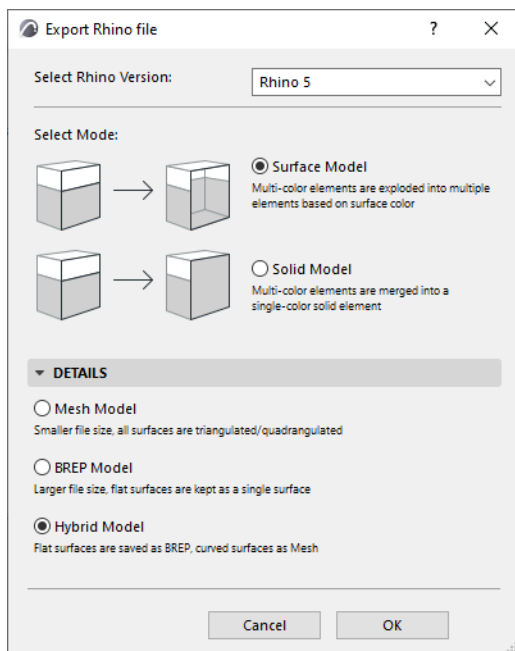 Export Rhino file
?
Select Rhino Version:
Rhino 5
Select Mode:
Surface Model
Multi-color elements are exploded into multiple
elements based on surface color
Solid Model
Multi-color elements are merged into a
single-color solid element
DETAILS
Mesh Model
Smaller file size, all surfaces are triangulated/quadrangulated
BREP Model
Larger file size, flat surfaces are kept as a single surface
Hybrid Model
Flat surfaces are saved as BREP, curved surfaces as Mesh
Cancel
OK